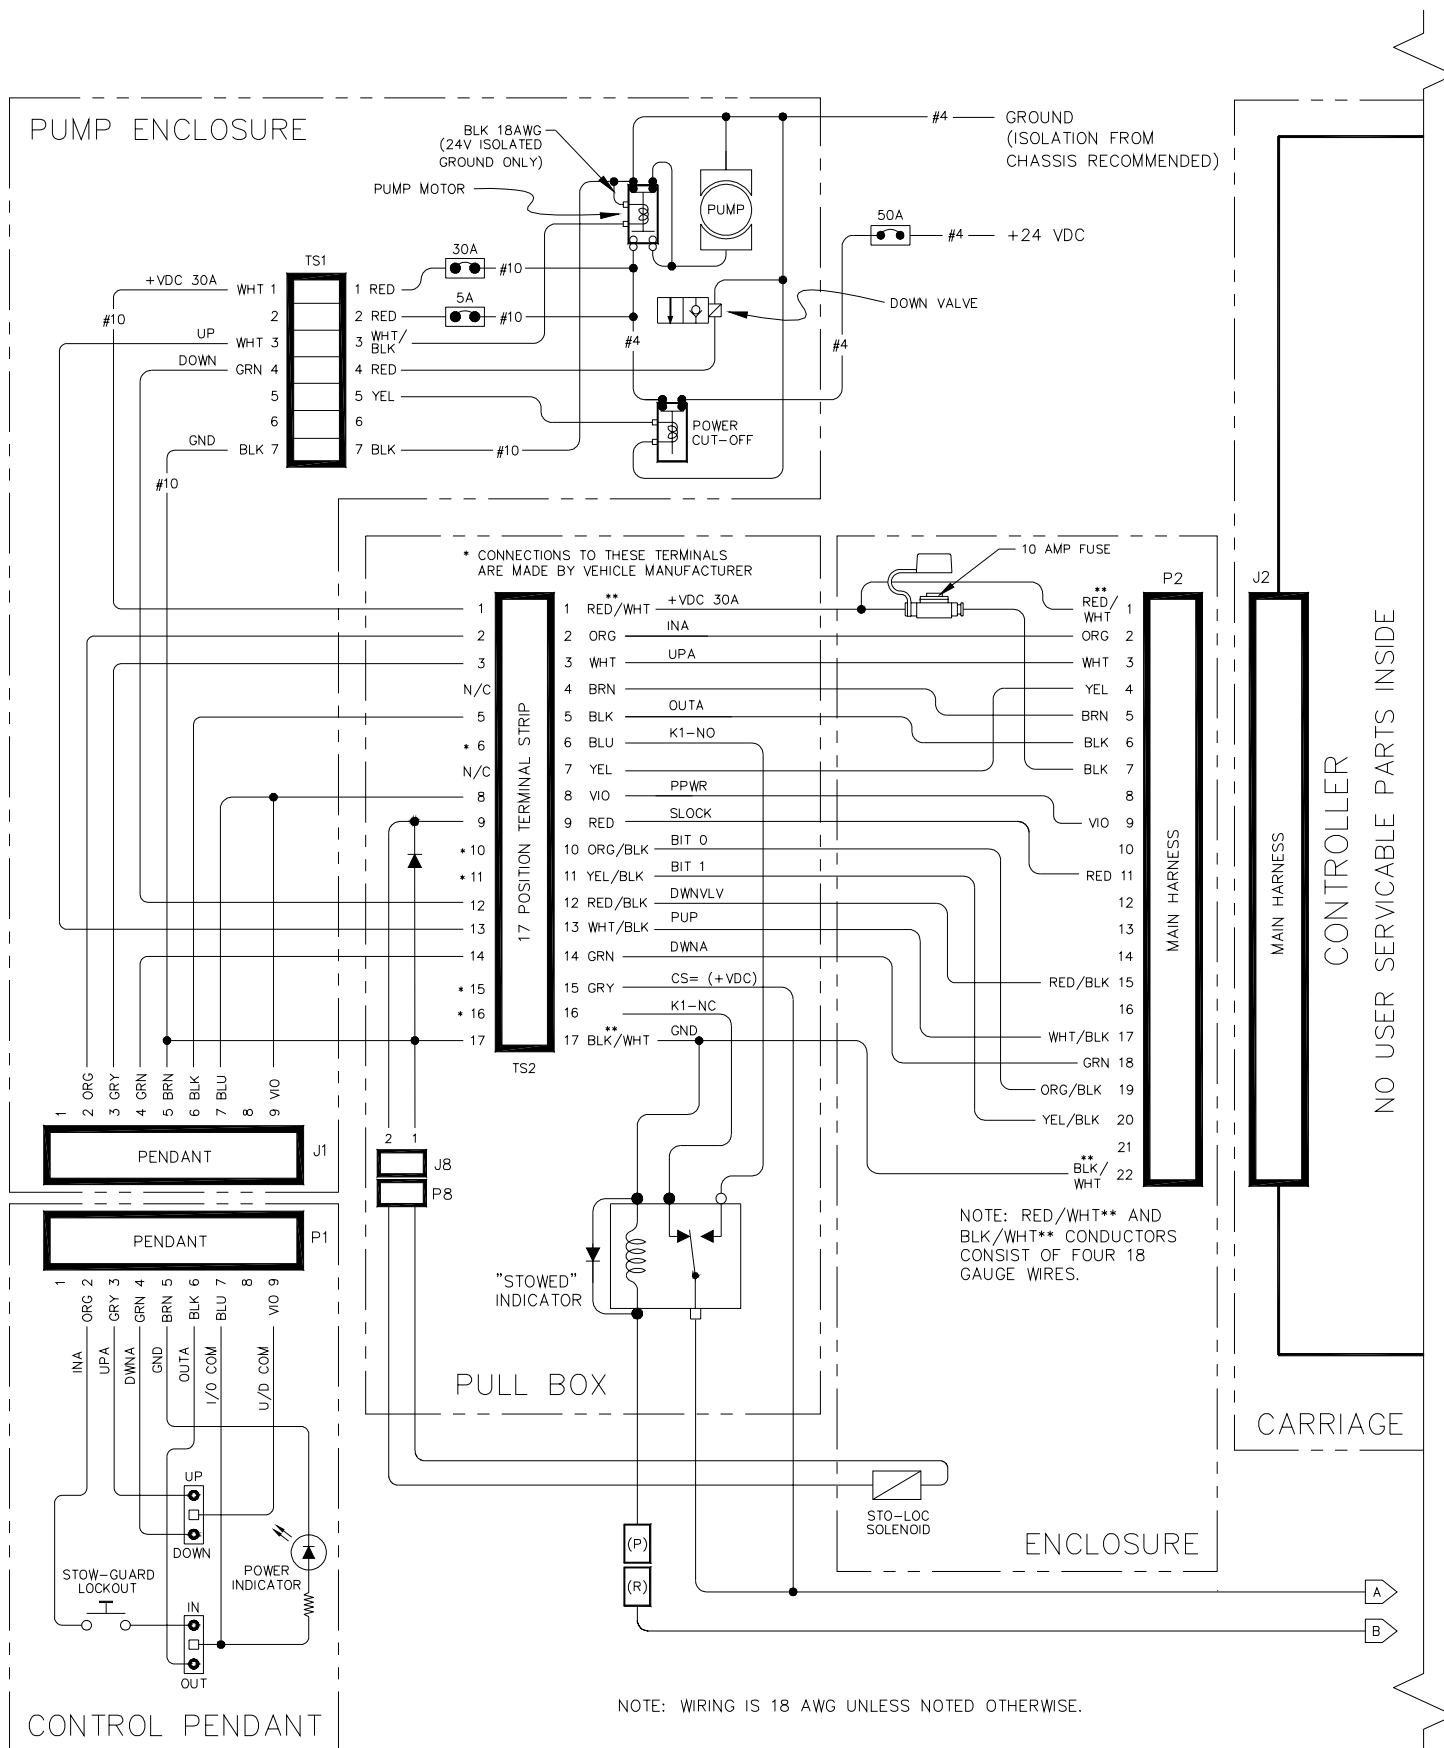 PUMP ENCLOSURE
BLK 18AWG
(24V ISOLATED
GROUND ONLY)
PUMP MOTOR
PUMP
#4
GROUND
(ISOLATION FROM
CHASSIS RECOMMENDED)
50A
#4
+24 VDC
DOWN VALVE
#4
#4
POWER
CUT-OFF
30A
#10
5A
#10
TS1
+VDC 30A WHT 1 1 RED
#10
2 2 RED
UP WHT 3 3 WHT/
BLK
DOWN GRN 4 4 RED
5 5 YEL
6 6
GND BLK 7 7 BLK #10
#10
* CONNECTIONS TO THESE TERMINALS
ARE MADE BY VEHICLE MANUFACTURER
10 AMP FUSE
17 POSITION TERMINAL STRIP
TS2
1 1 RED/WHT** +VDC 30A
2 2 ORG INA
3 3 WHT UPA
N/C 4 BRN
5 5 BLK OUTA
* 6 6 BLU K1-NO
N/C 7 YEL
8 8 VIO PPWR
9 9 RED SLOCK
* 10 10 ORG/BLK BIT 0
* 11 11 YEL/BLK BIT 1
12 12 RED/BLK DWNVLV
13 13 WHT/BLK PUP
14 14 GRN DWNA
* 15 15 GRY CS= (+VDC)
* 16 16 K1-NC
17 17 BLK/WHT** GND
P2
MAIN HARNESS
**
RED/
WHT 1
ORG 2
WHT 3
YEL 4
BRN 5
BLK 6
BLK 7
8
VIO 9
10
RED 11
12
13
14
RED/BLK 15
16
WHT/BLK 17
GRN 18
ORG/BLK 19
YEL/BLK 20
21
**
BLK/
WHT 22
NOTE: RED/WHT** AND
BLK/WHT** CONDUCTORS
CONSIST OF FOUR 18
GAUGE WIRES.
J2
MAIN HARNESS
CONTROLLER
NO USER SERVICABLE PARTS INSIDE
CARRIAGE
1
2 ORG
3 GRY
4 GRN
5 BRN
6 BLK
7 BLU
8
9 VIO
PENDANT
J1
PENDANT
P1
1
ORG 2
GRY 3
GRN 4
BRN 5
BLK 6
BLU 7
8
VIO 9
INA
UPA
DWNA
GND
OUTA
I/O COM
U/D COM
UP
DOWN
STOW-GUARD
LOCKOUT
POWER
INDICATOR
IN
OUT
CONTROL PENDANT
2 1
J8
P8
"STOWED"
INDICATOR
PULL BOX
STO-LOC
SOLENOID
ENCLOSURE
(P)
(R)
A
B
NOTE: WIRING IS 18 AWG UNLESS NOTED OTHERWISE.